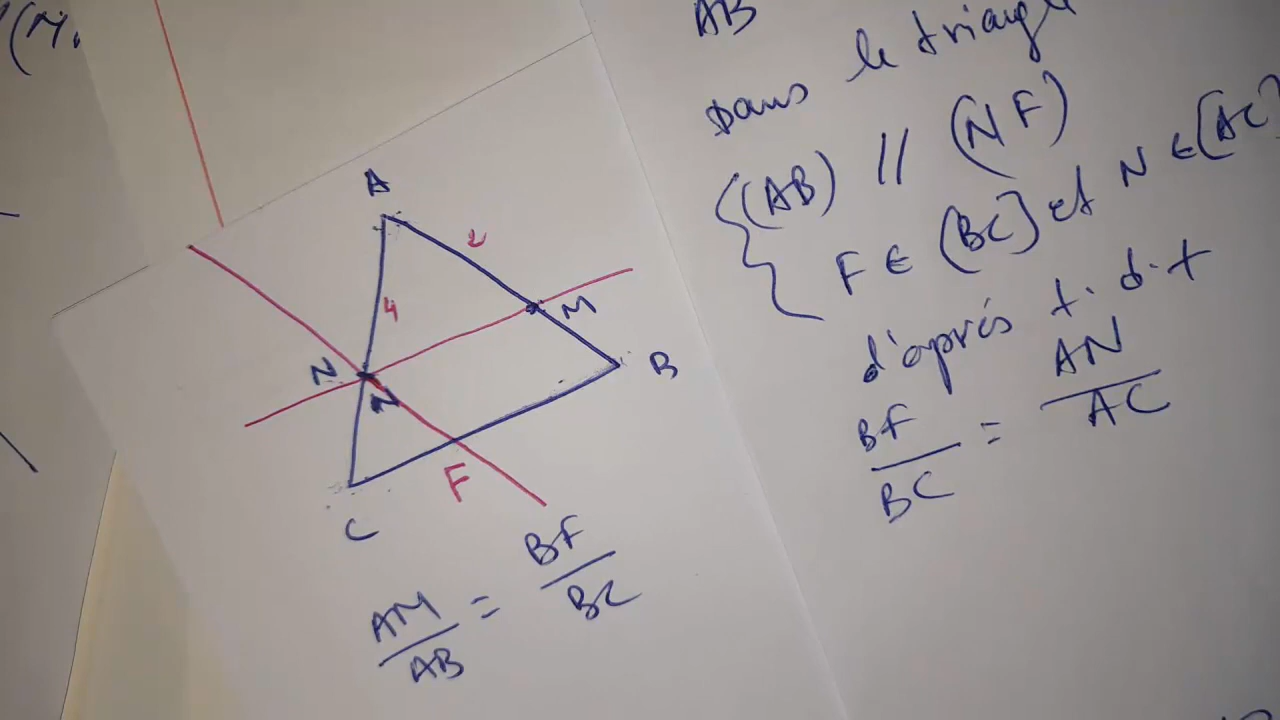 (M.
A
2
4
M
N
N
B
F
C
AM/AB = BF/BC
AB
Dans le triangle
{(AB) // (NF)
F ∈ [BC] et N ∈ [AC]
d'après t. d. t
BF/BC = AN/AC